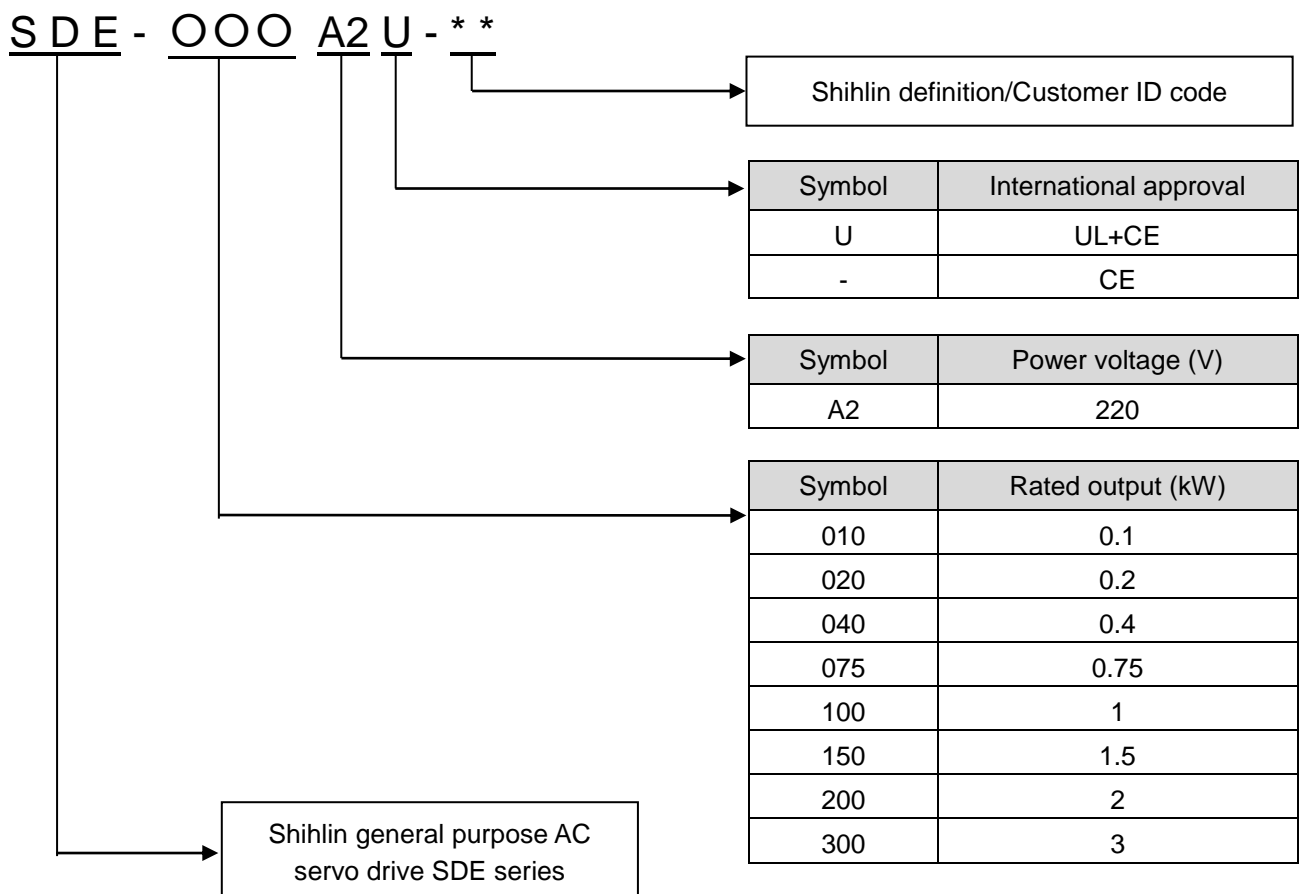 SDE-○○○ A2 U-**
Shihlin definition/Customer ID code
Symbol International approval
U UL+CE
- CE
Symbol Power voltage (V)
A2 220
Symbol Rated output (kW)
010 0.1
020 0.2
040 0.4
075 0.75
100 1
150 1.5
200 2
300 3
Shihlin general purpose AC
servo drive SDE series